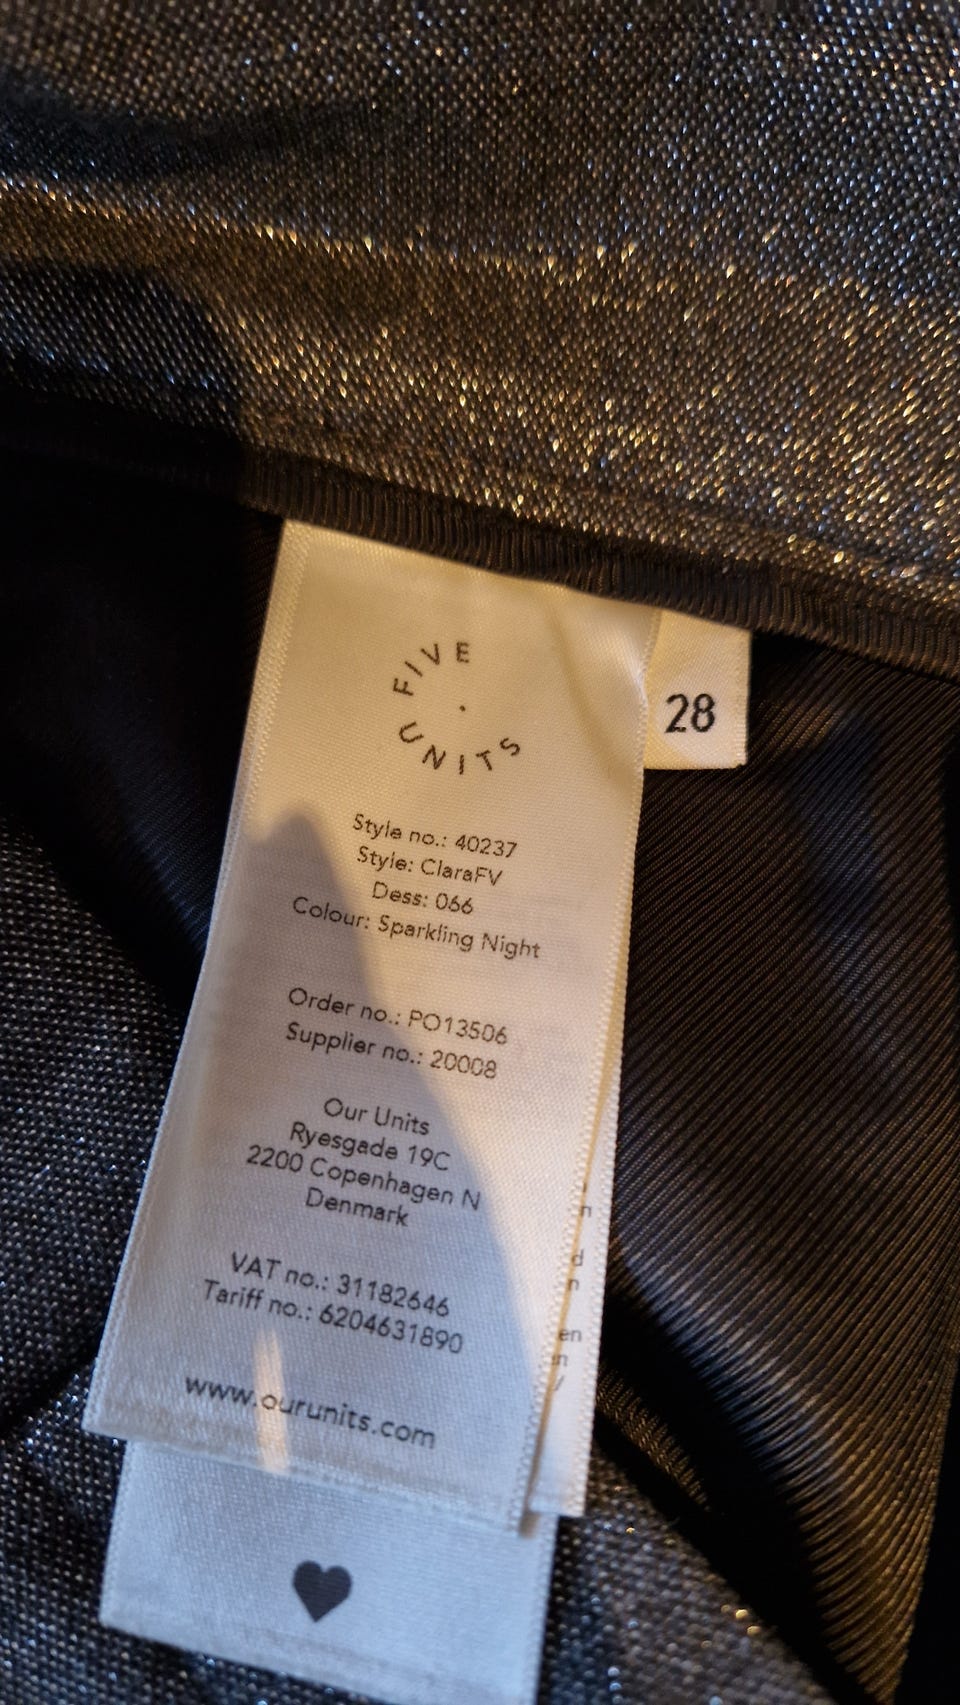 FIVE
UNITS
28
Style no.: 40237
Style: ClaraFV
Dess: 066
Colour: Sparkling Night
Order no.: PO13506
Supplier no.: 20008
Our Units
Ryesgade 19C
2200 Copenhagen N
Denmark
VAT no.: 31182646
Tariff no.: 6204631890
www.ourunits.com